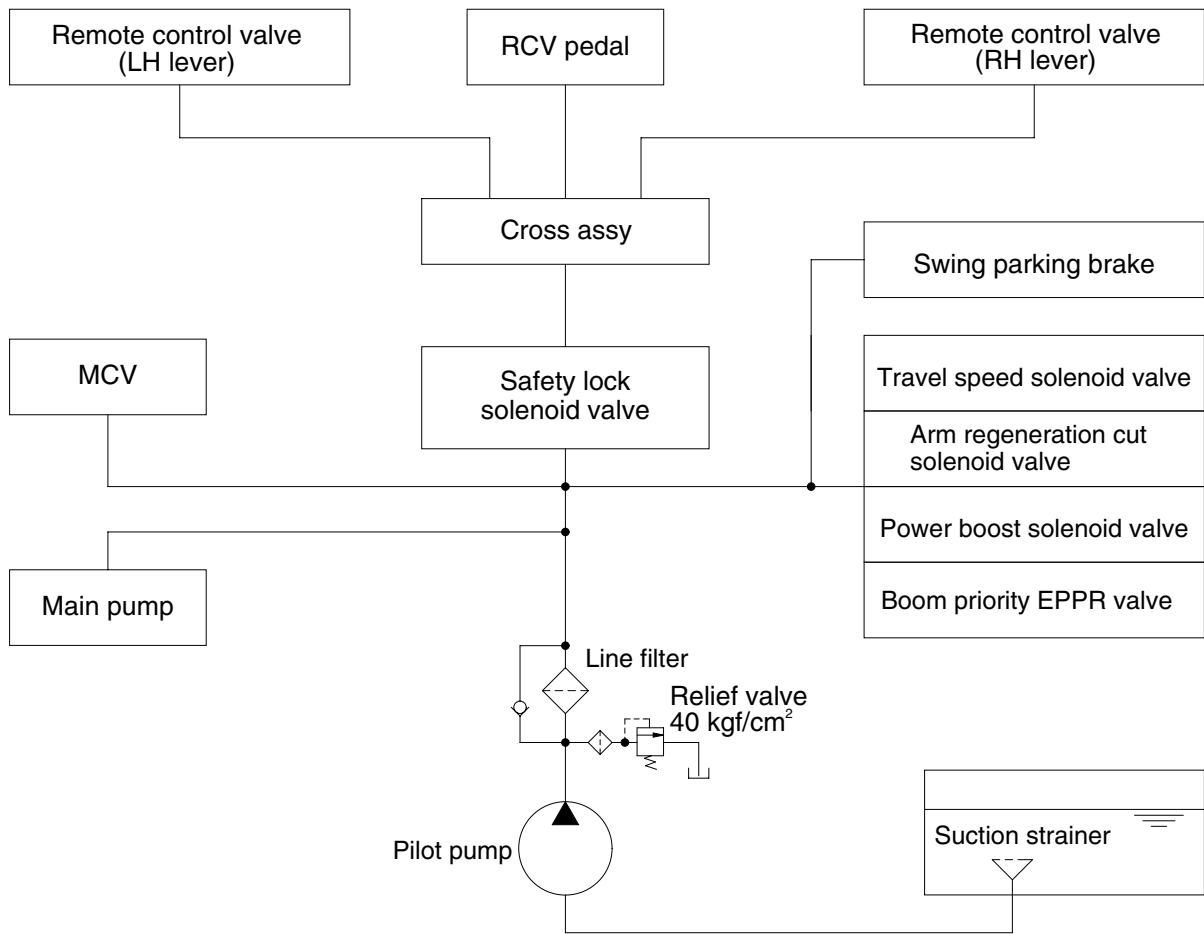 Remote control valve
(LH lever)
RCV pedal
Remote control valve
(RH lever)
Cross assy
Swing parking brake
MCV
Safety lock
solenoid valve
Travel speed solenoid valve
Arm regeneration cut
solenoid valve
Power boost solenoid valve
Main pump
Boom priority EPPR valve
Line filter
Relief valve
40 kgf/cm²
Pilot pump
Suction strainer